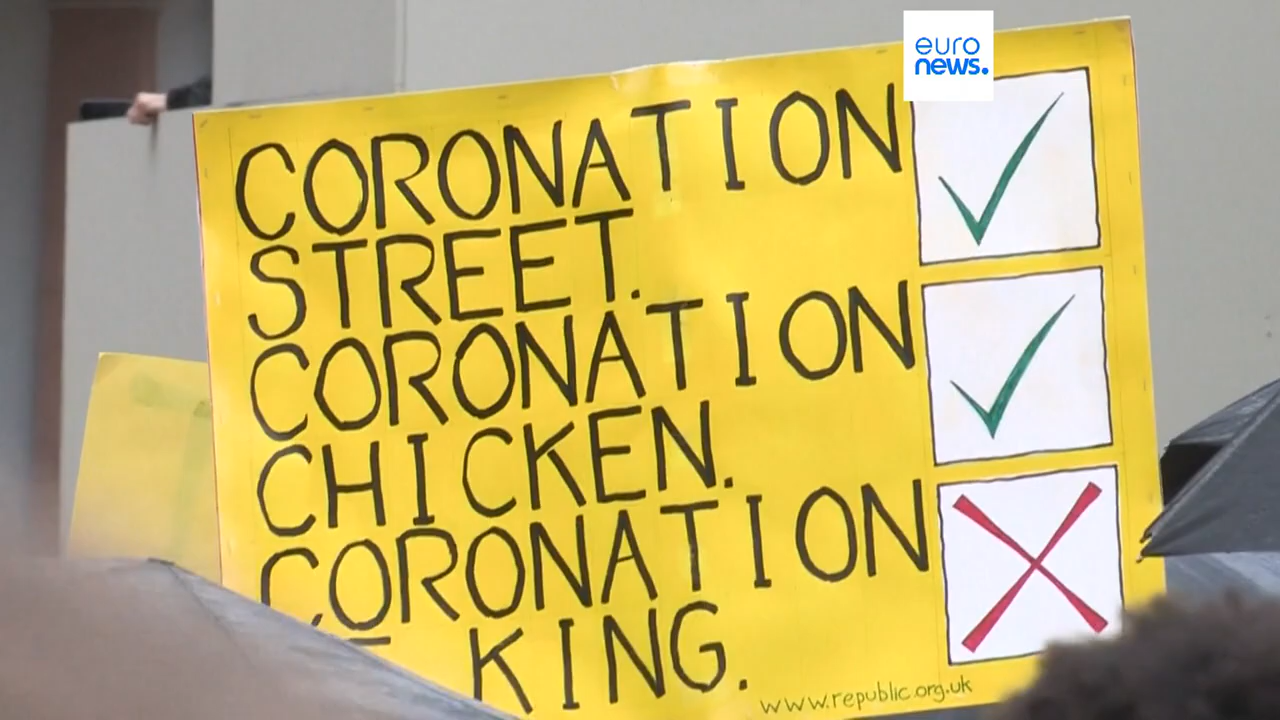 euro
news.
CORONATION
STREET.
CORONATION
CHICKEN.
CORONATION
KING.
www.republic.org.uk